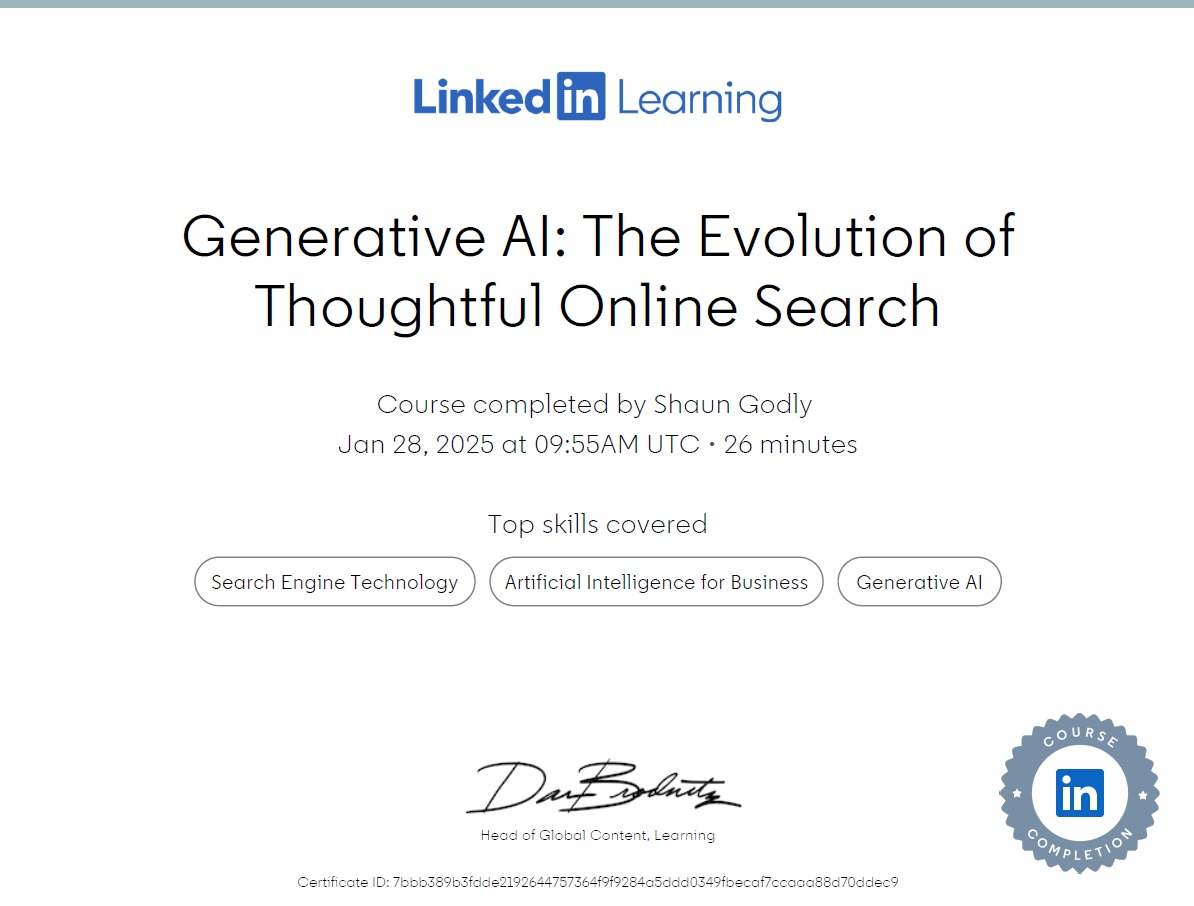 Linkedin Learning
Generative AI: The Evolution of
Thoughtful Online Search
Course completed by Shaun Godly
Jan 28, 2025 at 09:55AM UTC • 26 minutes
Top skills covered
Search Engine Technology
Artificial Intelligence for Business
Generative AI
Dan Brodnitz
Head of Global Content, Learning
COURSE
in
COMPLETION
Certificate ID: 7bbb389b3fdde2192644757364f9f9284a5ddd0349fbecaf7ccaaa88d70ddec9